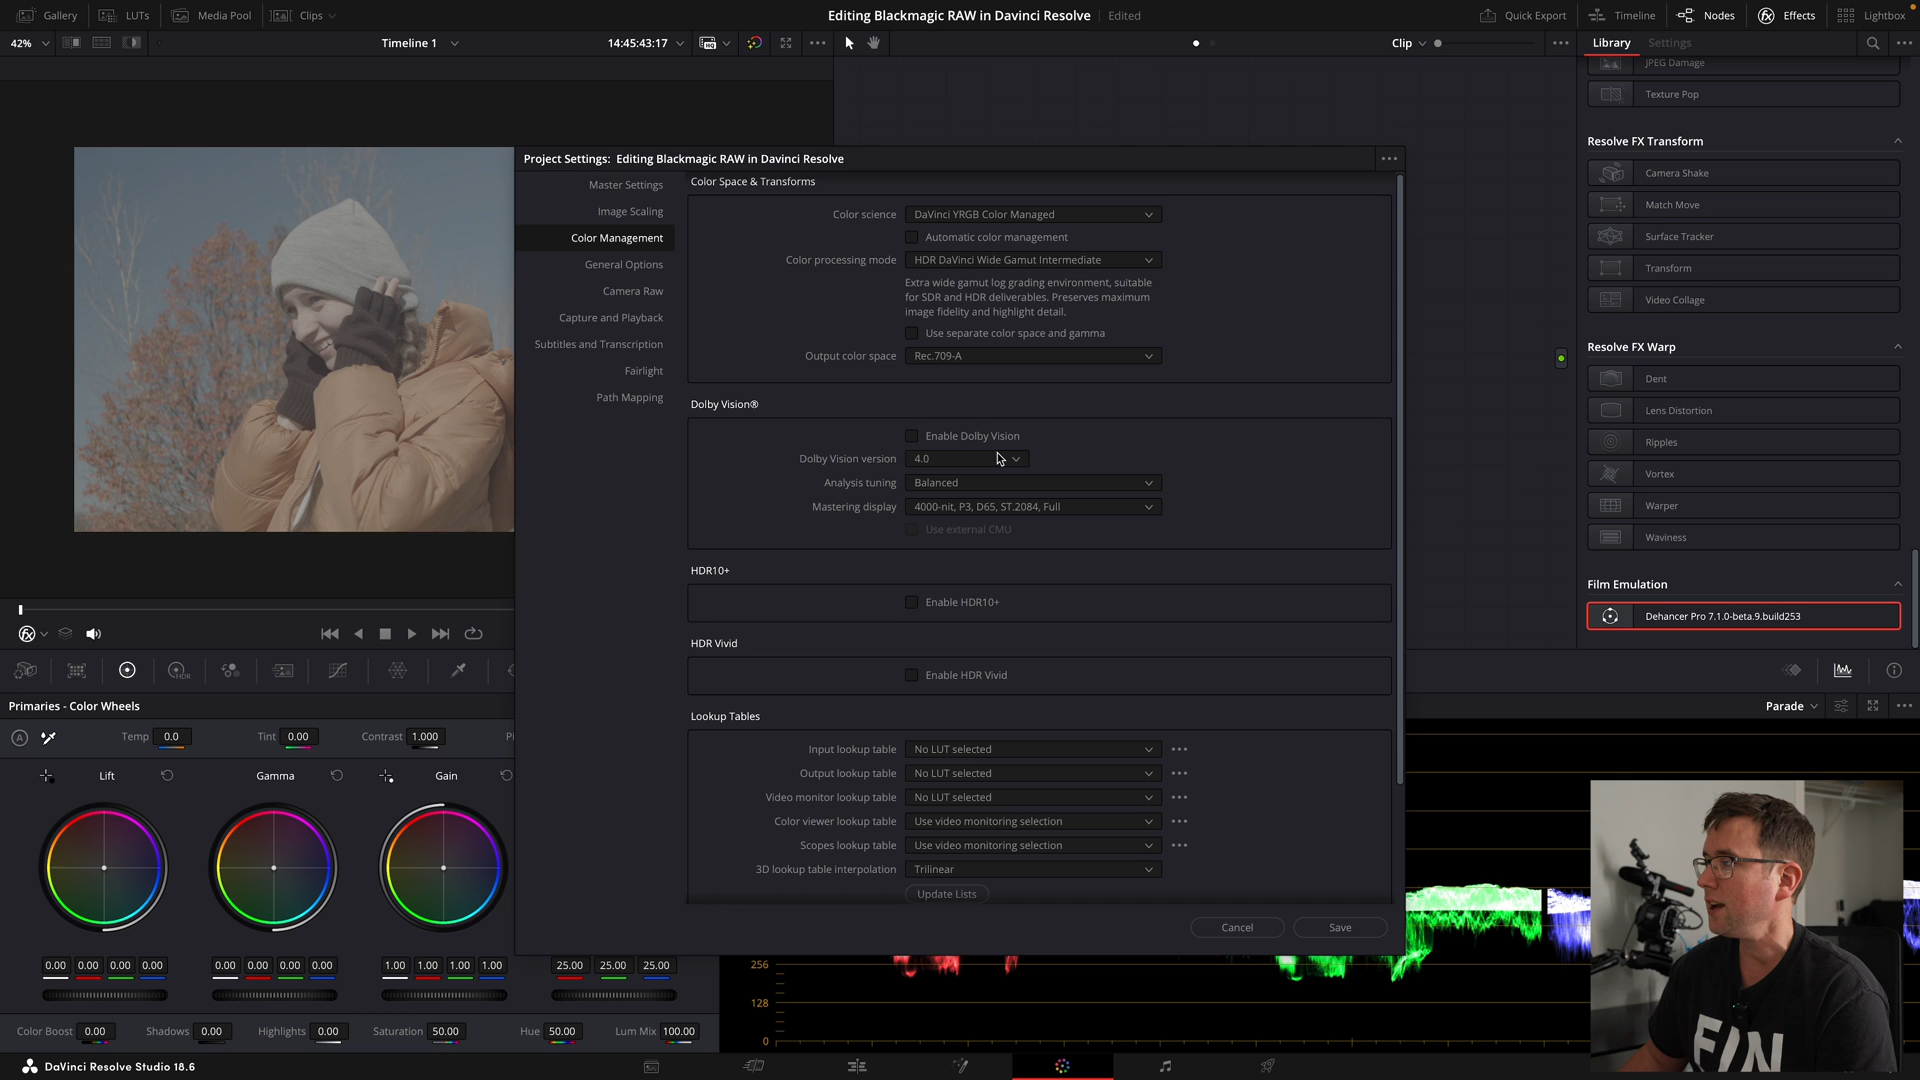 Gallery LUTs Media Pool Clips Editing Blackmagic RAW in Davinci Resolve Edited Quick Export Timeline Nodes Effects Lightbox
42% Timeline 1 14:45:43:17 Clip Library Settings
JPEG Damage
Texture Pop
Resolve FX Transform
Camera Shake
Match Move
Surface Tracker
Transform
Video Collage
Resolve FX Warp
Dent
Lens Distortion
Ripples
Vortex
Warper
Waviness
Film Emulation
Dehancer Pro 7.1.0-beta.9.build253
Project Settings: Editing Blackmagic RAW in Davinci Resolve
Master Settings
Image Scaling
Color Management
General Options
Camera Raw
Capture and Playback
Subtitles and Transcription
Fairlight
Path Mapping
Color Space & Transforms
Color science DaVinci YRGB Color Managed
Automatic color management
Color processing mode HDR DaVinci Wide Gamut Intermediate
Extra wide gamut log grading environment, suitable
for SDR and HDR deliverables. Preserves maximum
image fidelity and highlight detail.
Use separate color space and gamma
Output color space Rec.709-A
Dolby Vision®
Enable Dolby Vision
Dolby Vision version 4.0
Analysis tuning Balanced
Mastering display 4000-nit, P3, D65, ST.2084, Full
Use external CMU
HDR10+
Enable HDR10+
HDR Vivid
Enable HDR Vivid
Lookup Tables
Input lookup table No LUT selected
Output lookup table No LUT selected
Video monitor lookup table No LUT selected
Color viewer lookup table Use video monitoring selection
Scopes lookup table Use video monitoring selection
3D lookup table interpolation Trilinear
Update Lists
Cancel Save
HDR
Primaries - Color Wheels
A Temp 0.0 Tint 0.00 Contrast 1.000 Pi
Lift Gamma Gain
0.00 0.00 0.00 0.00 0.00 0.00 0.00 0.00 1.00 1.00 1.00 1.00 25.00 25.00 25.00
Color Boost 0.00 Shadows 0.00 Highlights 0.00 Saturation 50.00 Hue 50.00 Lum Mix 100.00
Parade
256
128
0
DaVinci Resolve Studio 18.6